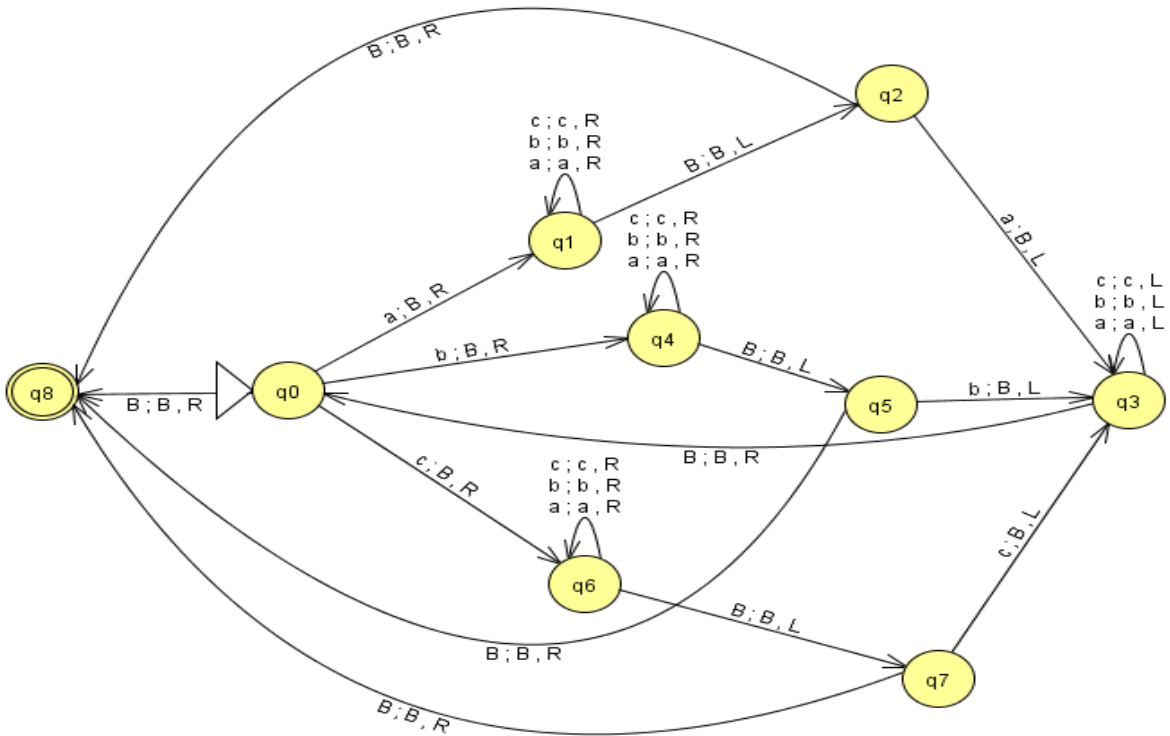 B ; B , R
q2
c ; c , R
b ; b , R
a ; a , R
B ; B , L
q1
c ; c , R
b ; b , R
a ; a , R
a ; B , L
a ; B , R
c ; c , L
b ; b , L
a ; a , L
b ; B , R
q4
B ; B , L
q8
B ; B , R
q0
q5
b ; B , L
q3
B ; B , R
c ; B , R
c ; c , R
b ; b , R
a ; a , R
c ; B , L
q6
B ; B , L
B ; B , R
q7
B ; B , R